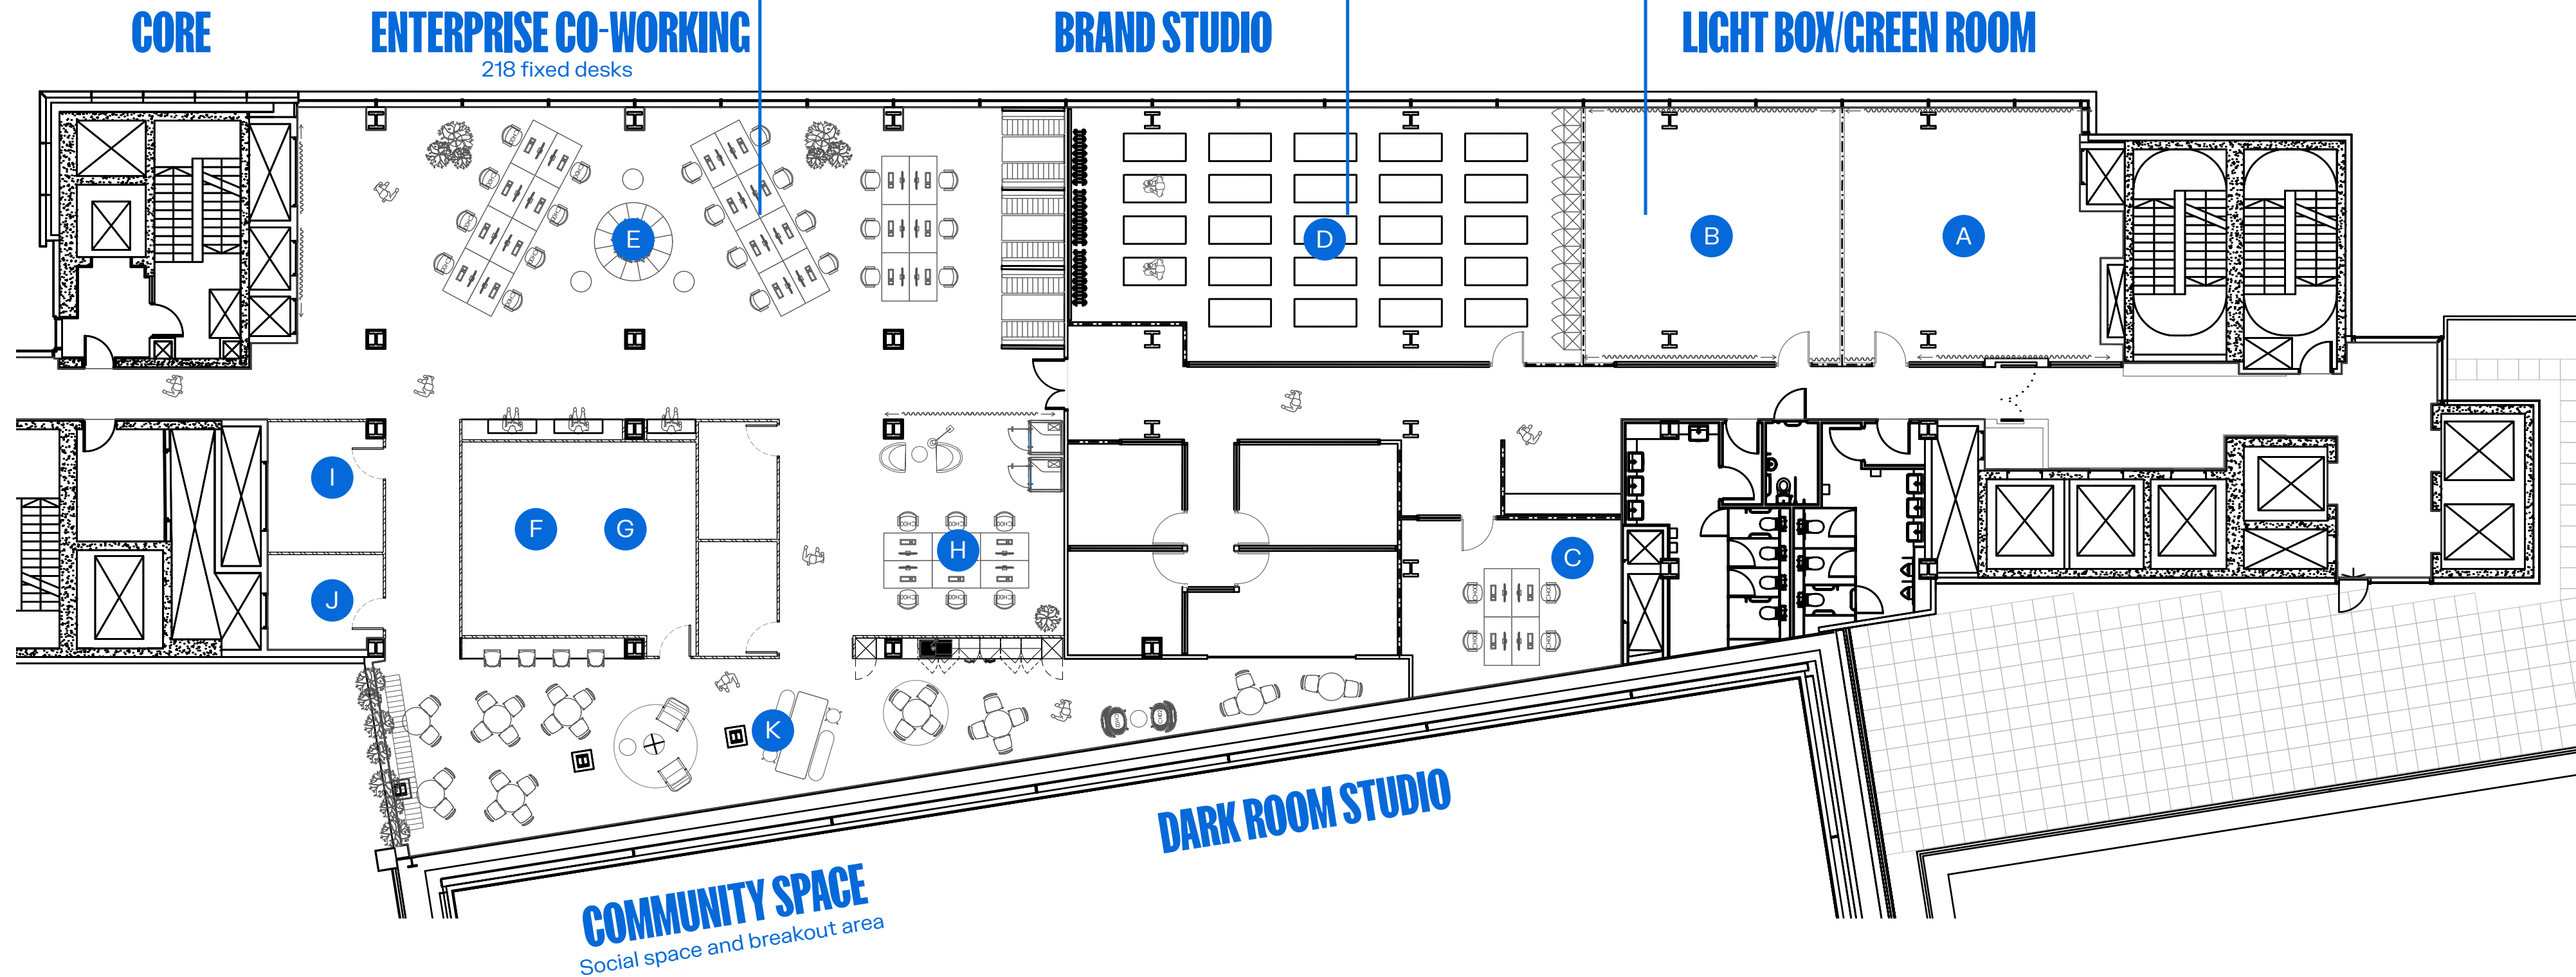 CORE
ENTERPRISE CO-WORKING
218 fixed desks
BRAND STUDIO
LIGHT BOX/GREEN ROOM
E
D
B
A
I
F
G
H
C
J
K
DARK ROOM STUDIO
COMMUNITY SPACE
Social space and breakout area